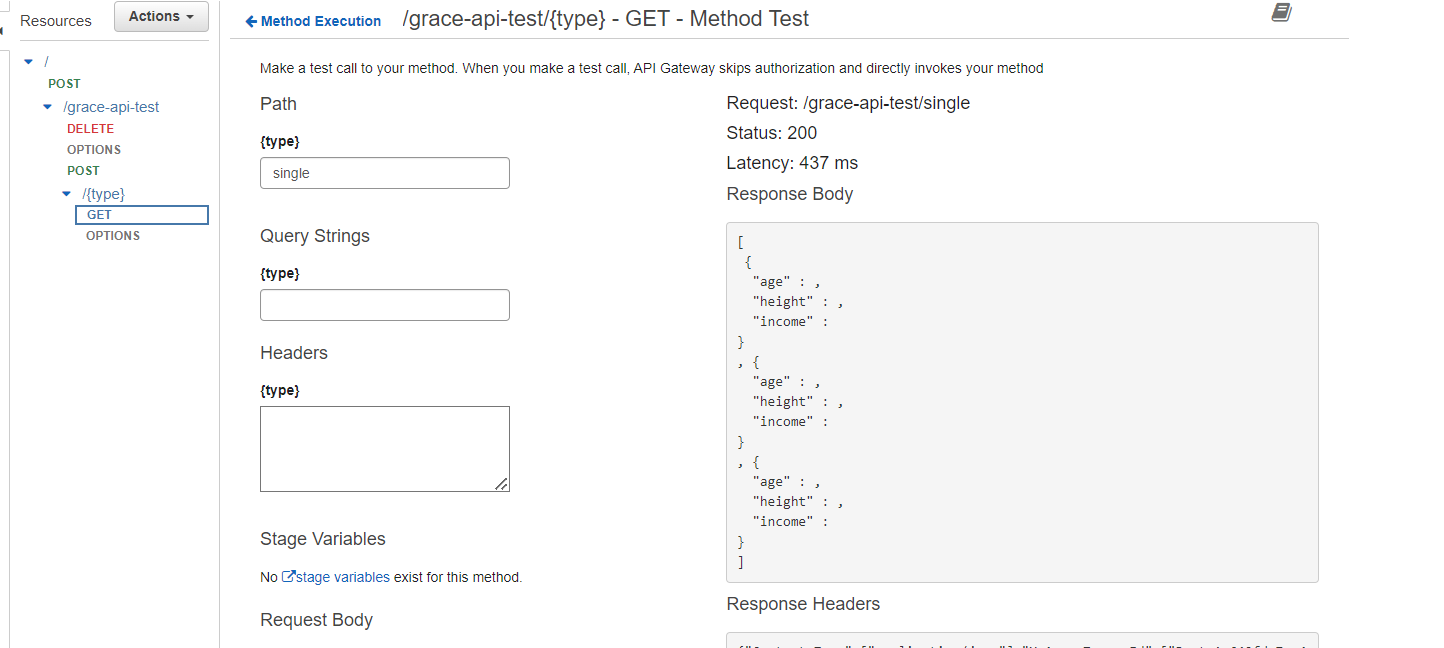 Resources
Actions
/
POST
/grace-api-test
DELETE
OPTIONS
POST
/{type}
GET
OPTIONS
Method Execution /grace-api-test/{type} - GET - Method Test
Make a test call to your method. When you make a test call, API Gateway skips authorization and directly invokes your method
Path
{type}
single
Query Strings
{type}
Headers
{type}
Stage Variables
No stage variables exist for this method.
Request Body
Request: /grace-api-test/single
Status: 200
Latency: 437 ms
Response Body
[
{
"age" : ,
"height" : ,
"income" :
}
, {
"age" : ,
"height" : ,
"income" :
}
, {
"age" : ,
"height" : ,
"income" :
}
]
Response Headers